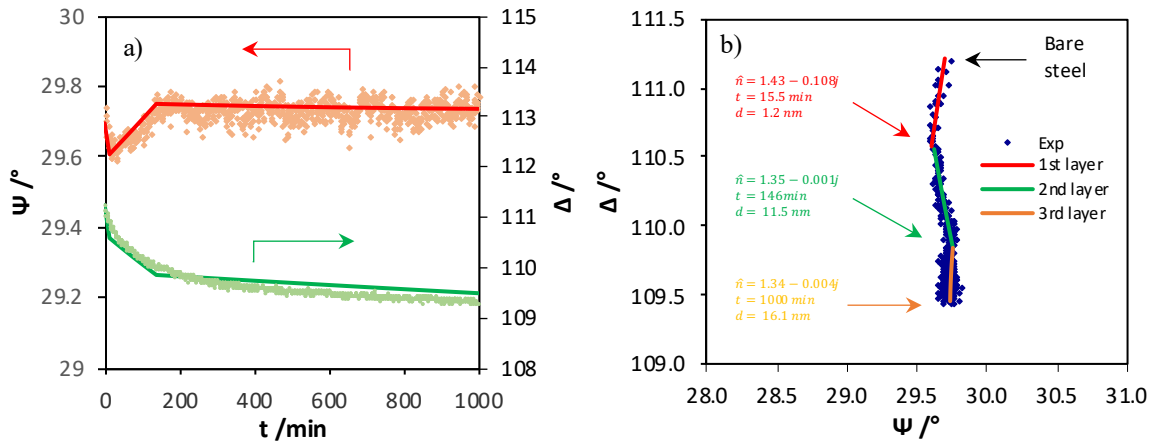 a)
Ψ /°
30
29.8
29.6
29.4
29.2
29
0
200
400
600
800
1000
t /min
115
114
113
112
111
110
109
108
Δ /°
b)
Δ /°
111.5
111.0
110.5
110.0
109.5
109.0
28.0
28.5
29.0
29.5
30.0
30.5
31.0
Ψ /°
n̂ = 1.43 − 0.108j
t = 15.5 min
d = 1.2 nm
n̂ = 1.35 − 0.001j
t = 146min
d = 11.5 nm
n̂ = 1.34 − 0.004j
t = 1000 min
d = 16.1 nm
Bare
steel
Exp
1st layer
2nd layer
3rd layer